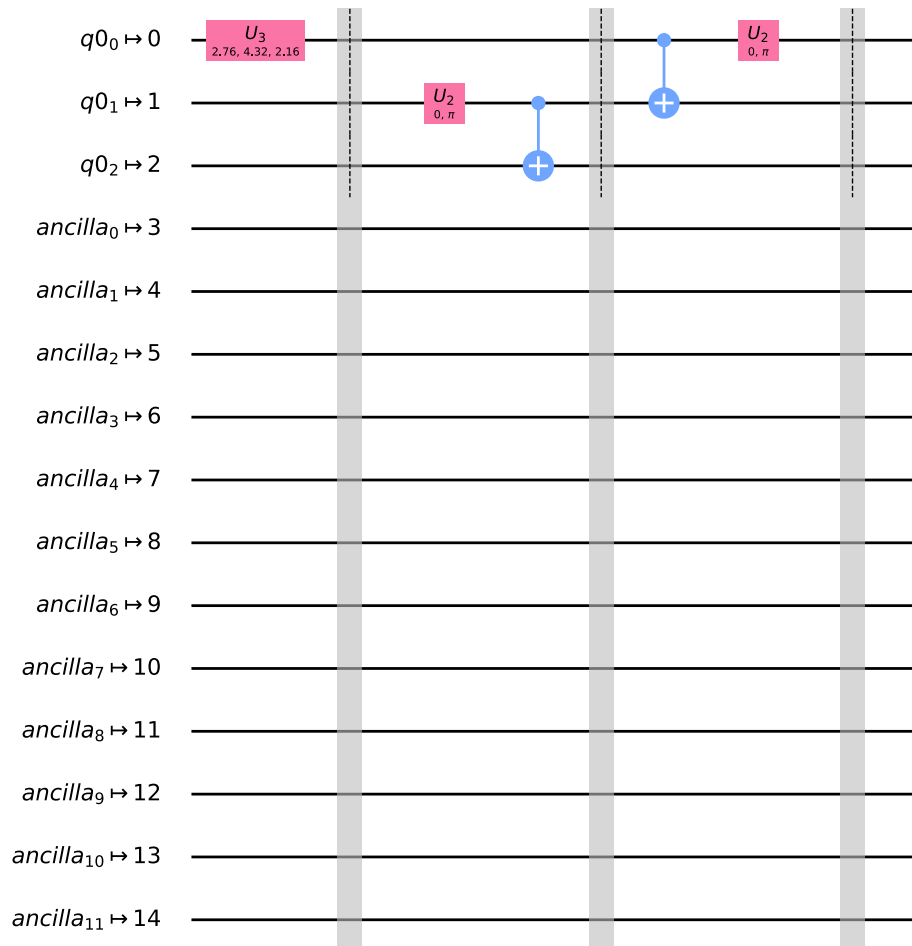 q0₀ ↦ 0
U₃
2.76, 4.32, 2.16
U₂
0, π
q0₁ ↦ 1
U₂
0, π
q0₂ ↦ 2
ancilla₀ ↦ 3
ancilla₁ ↦ 4
ancilla₂ ↦ 5
ancilla₃ ↦ 6
ancilla₄ ↦ 7
ancilla₅ ↦ 8
ancilla₆ ↦ 9
ancilla₇ ↦ 10
ancilla₈ ↦ 11
ancilla₉ ↦ 12
ancilla₁₀ ↦ 13
ancilla₁₁ ↦ 14